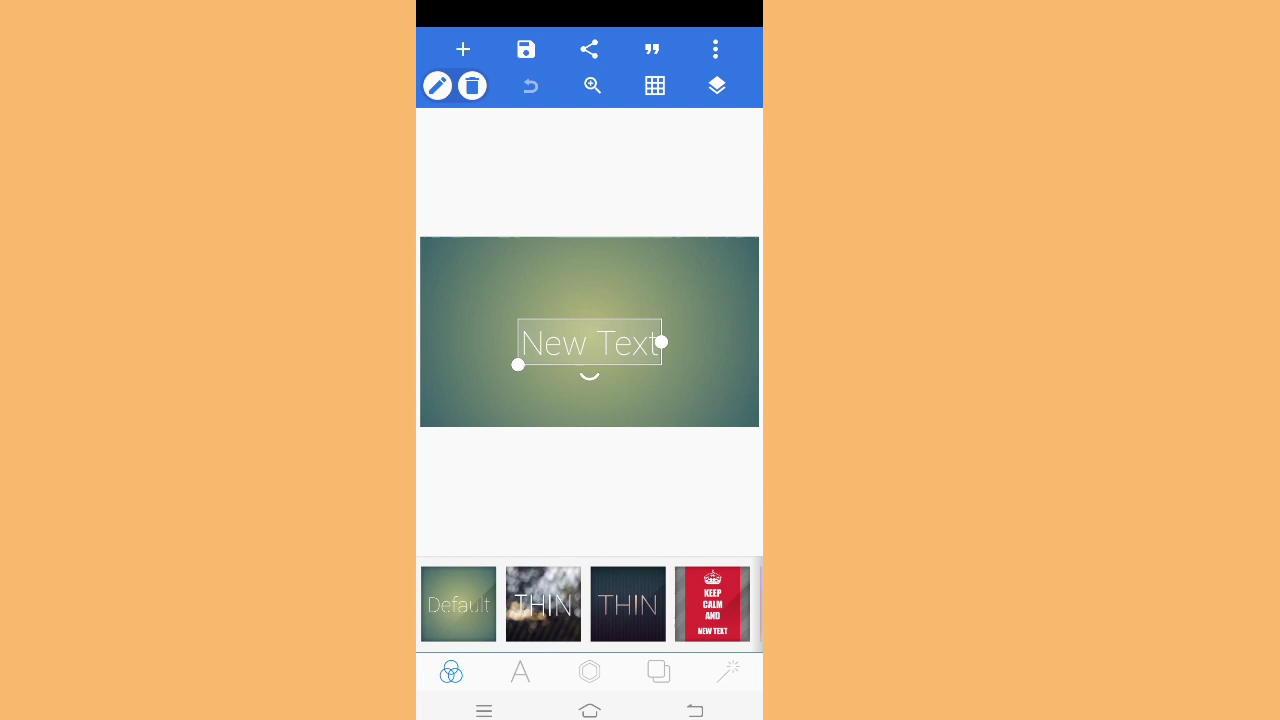 New Text
Default
THIN
THIN
KEEP
CALM
AND
NEW TEXT